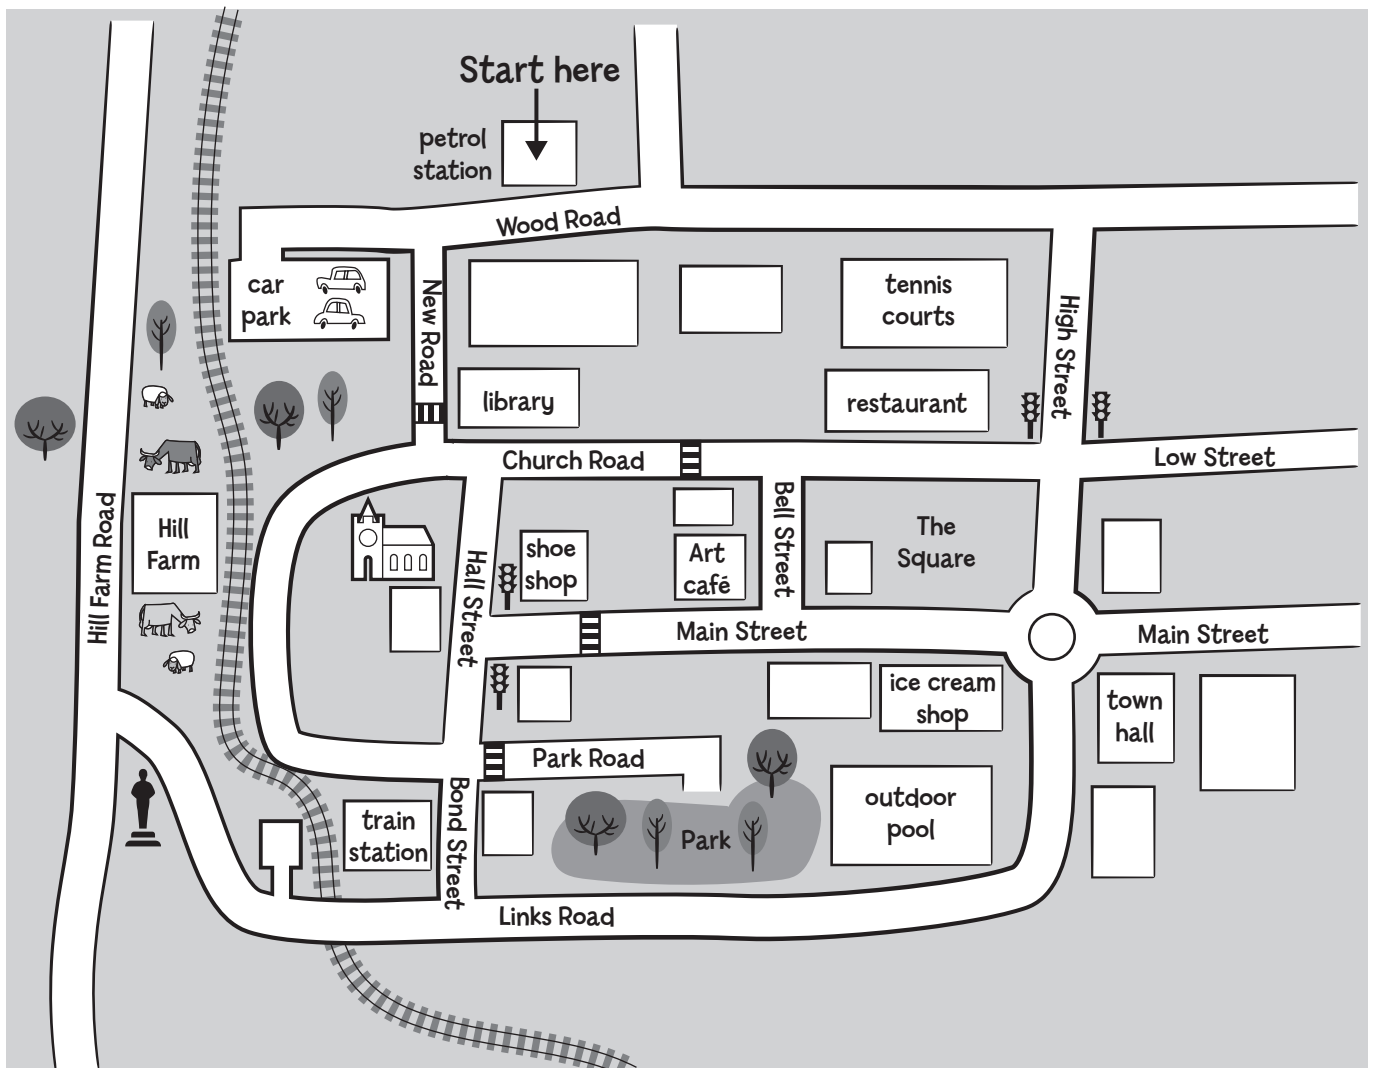 Start here
petrol
station
Wood Road
car
park
New Road
tennis
courts
High Street
library
restaurant
Church Road
Low Street
Hill Farm Road
Hill
Farm
Hall Street
shoe
shop
Art
café
Bell Street
The
Square
Main Street
Main Street
ice cream
shop
town
hall
Park Road
Bond Street
train
station
Park
outdoor
pool
Links Road